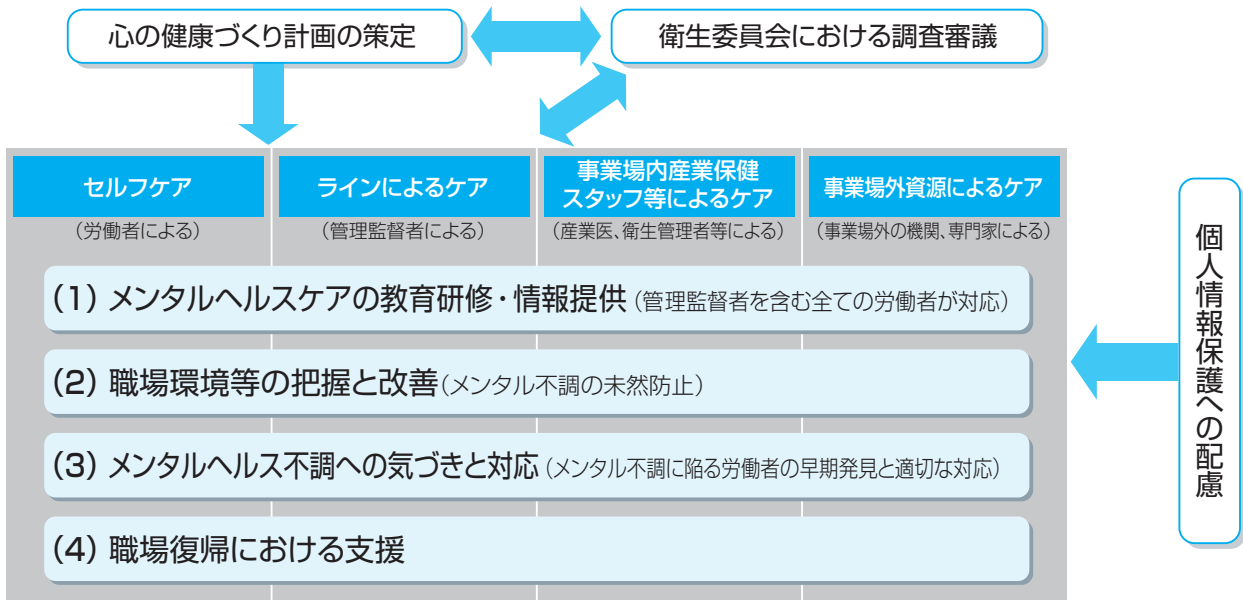 心の健康づくり計画の策定
衛生委員会における調査審議
セルフケア
(労働者による)
ラインによるケア
(管理監督者による)
事業場内産業保健
スタッフ等によるケア
(産業医、衛生管理者等による)
事業場外資源によるケア
(事業場外の機関、専門家による)
(1) メンタルヘルスケアの教育研修・情報提供 (管理監督者を含む全ての労働者が対応)
(2) 職場環境等の把握と改善 (メンタル不調の未然防止)
(3) メンタルヘルス不調への気づきと対応 (メンタル不調に陥る労働者の早期発見と適切な対応)
(4) 職場復帰における支援
個人情報保護への配慮